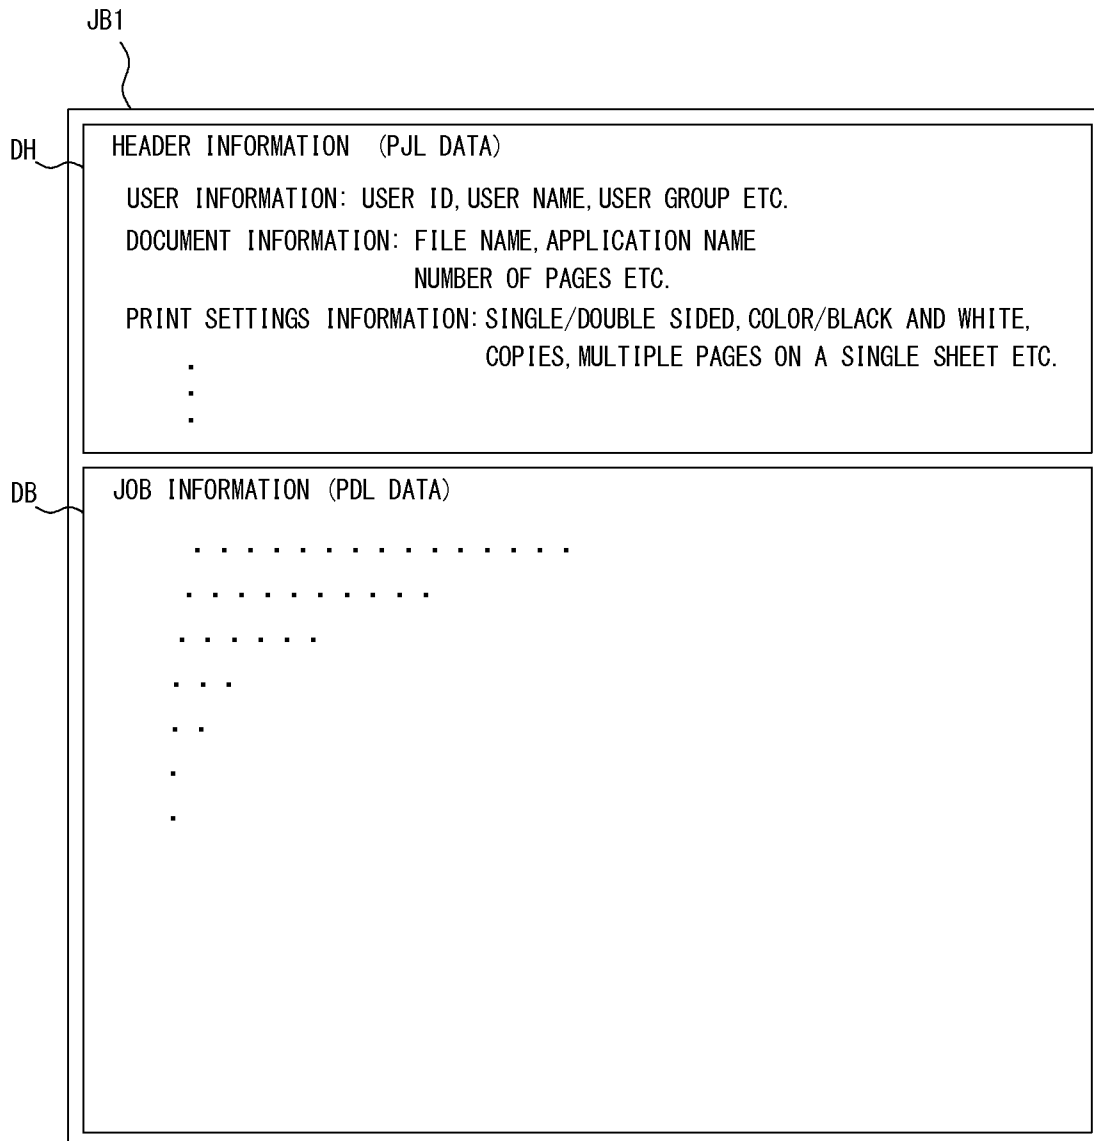 JB1
DH
HEADER INFORMATION (PJL DATA)
USER INFORMATION: USER ID, USER NAME, USER GROUP ETC.
DOCUMENT INFORMATION: FILE NAME, APPLICATION NAME
NUMBER OF PAGES ETC.
PRINT SETTINGS INFORMATION: SINGLE/DOUBLE SIDED, COLOR/BLACK AND WHITE,
COPIES, MULTIPLE PAGES ON A SINGLE SHEET ETC.
DB
JOB INFORMATION (PDL DATA)